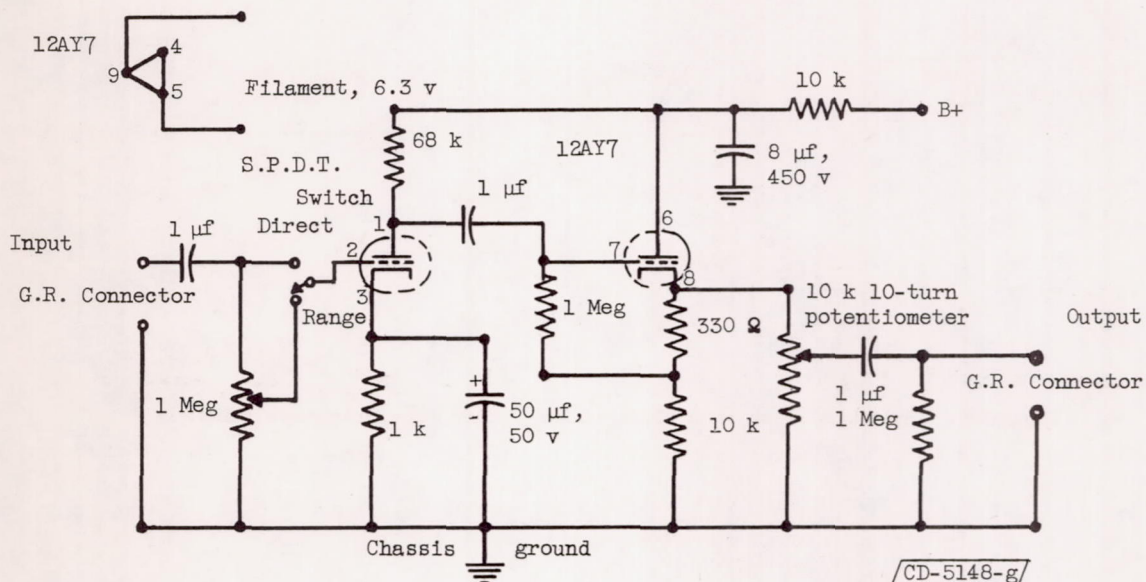 12AY7
4
9
5
Filament, 6.3 v
10 k
B+
68 k
12AY7
8 µf,
450 v
S.P.D.T.
Switch
Direct
1 µf
1 µf
Input
G.R. Connector
1
2
3
6
7
8
Range
1 Meg
330 Ω
10 k 10-turn
potentiometer
Output
G.R. Connector
1 Meg
1 k
+
-
50 µf,
50 v
10 k
1 µf
1 Meg
Chassis ground
CD-5148-g